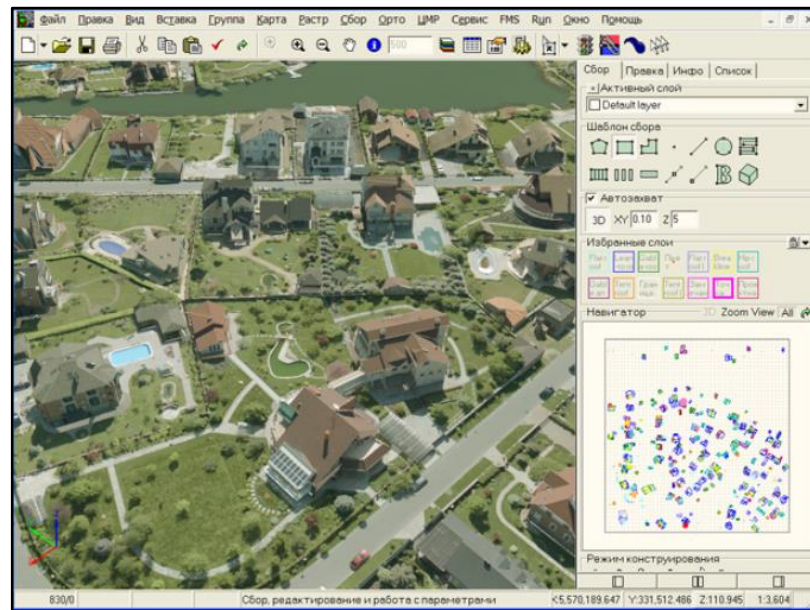 Файл Правка Вид Вставка Группа Карта Растр Сбор Орто ЦМР Сервис FMS Run Окно Помощь
500
Сбор Правка Инфо Список
Активный слой
Default layer
Шаблон сбора
Автозахват
3D XY 0.10 Z 5
Избранные слои
Навигатор 3D Zoom View All
Режим конструирования
830/0 Сбор, редактирование и работа с параметрами X:5,570,189.647 Y:331,512.486 Z:110.945 1:3.604